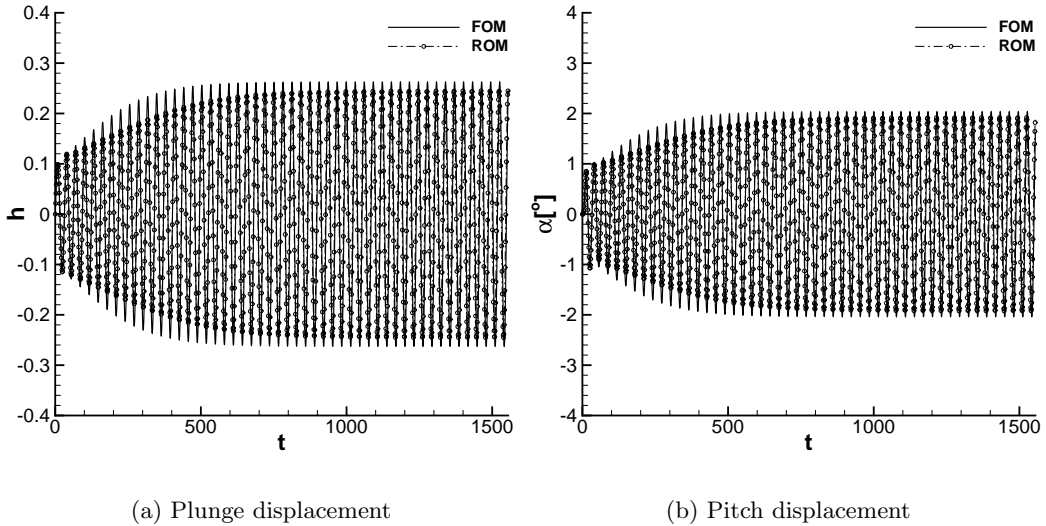 0.4
0.3
0.2
0.1
0
-0.1
-0.2
-0.3
-0.4
h
0 500 1000 1500
t
FOM
ROM
(a) Plunge displacement
4
3
2
1
0
-1
-2
-3
-4
α[°]
0 500 1000 1500
t
FOM
ROM
(b) Pitch displacement